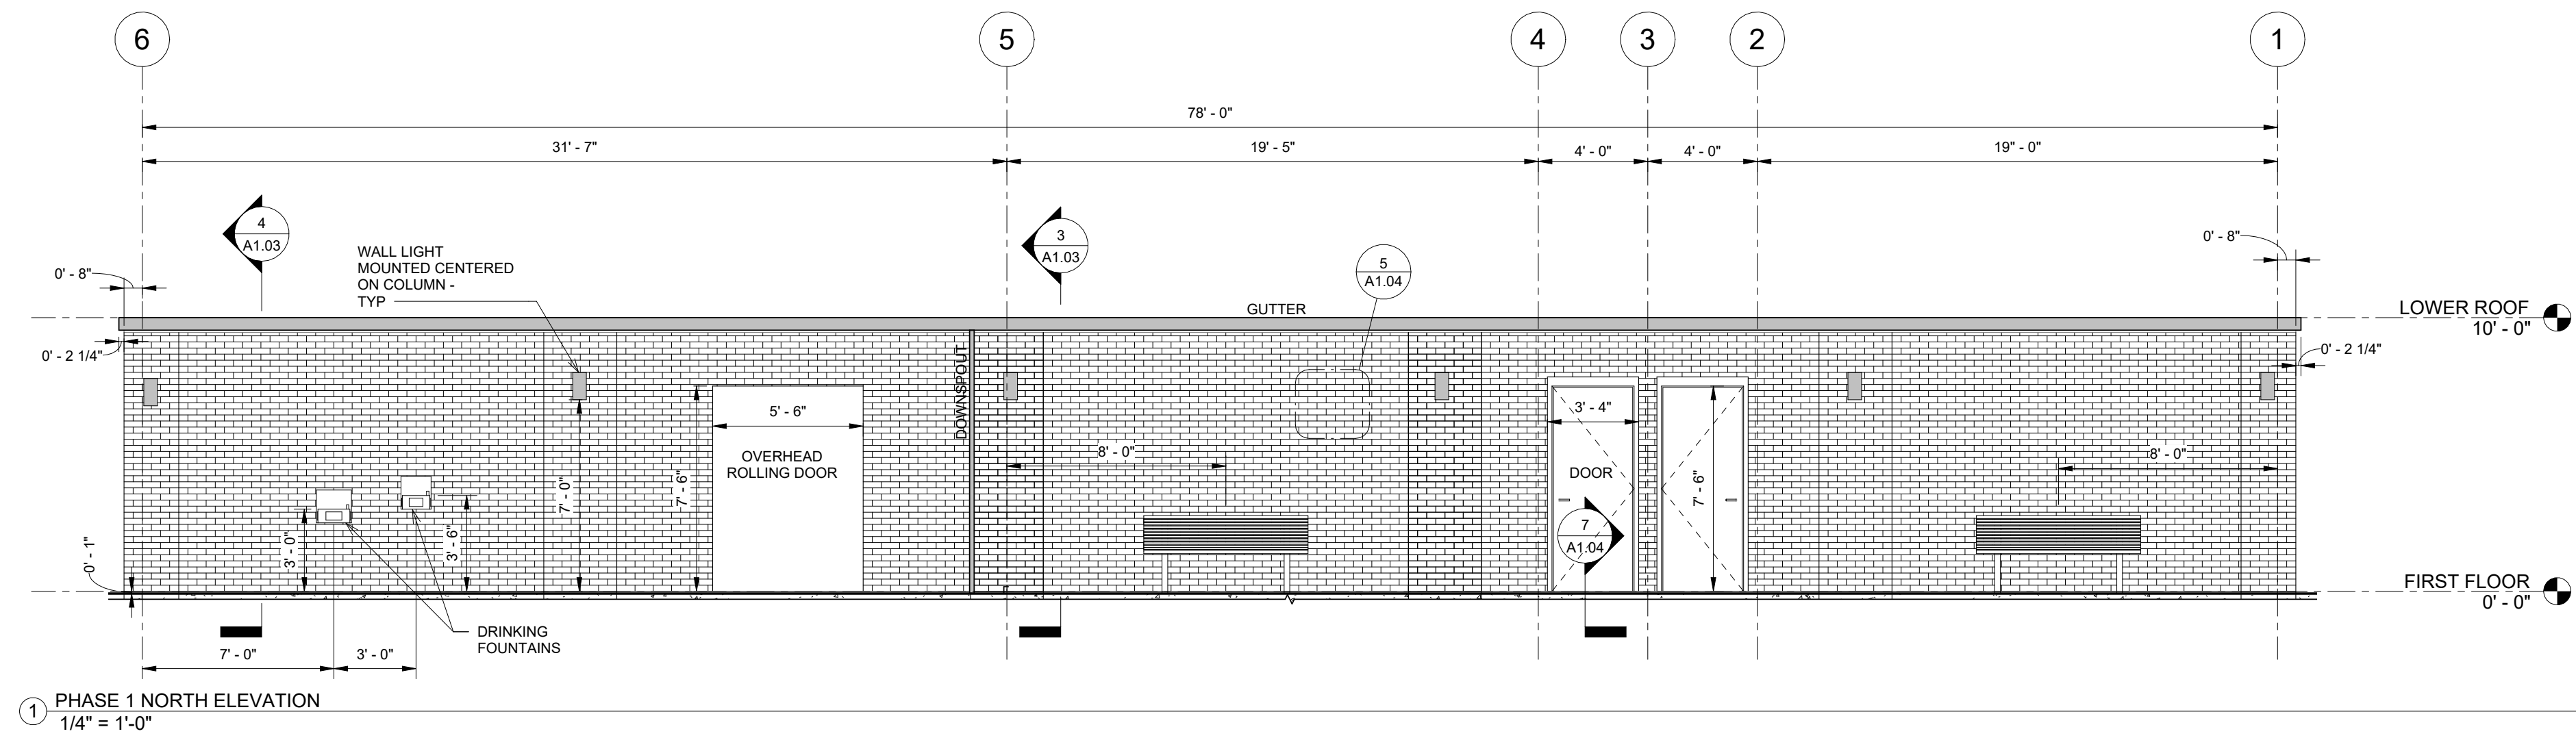 6
5
4
3
2
1
78' - 0"
31' - 7"
19' - 5"
4' - 0"
4' - 0"
19" - 0"
4
A1.03
3
A1.03
5
A1.04
0' - 8"
0' - 8"
WALL LIGHT
MOUNTED CENTERED
ON COLUMN -
TYP
GUTTER
LOWER ROOF
10' - 0"
0' - 2 1/4"
0' - 2 1/4"
DOWNSPOUT
5' - 6"
3' - 4"
OVERHEAD
ROLLING DOOR
8' - 0"
DOOR
8' - 0"
7' - 0"
7' - 6"
7' - 6"
3' - 0"
3' - 6"
0' - 1"
7
A1.04
FIRST FLOOR
0' - 0"
DRINKING
FOUNTAINS
7' - 0"
3' - 0"
1
PHASE 1 NORTH ELEVATION
1/4" = 1'-0"